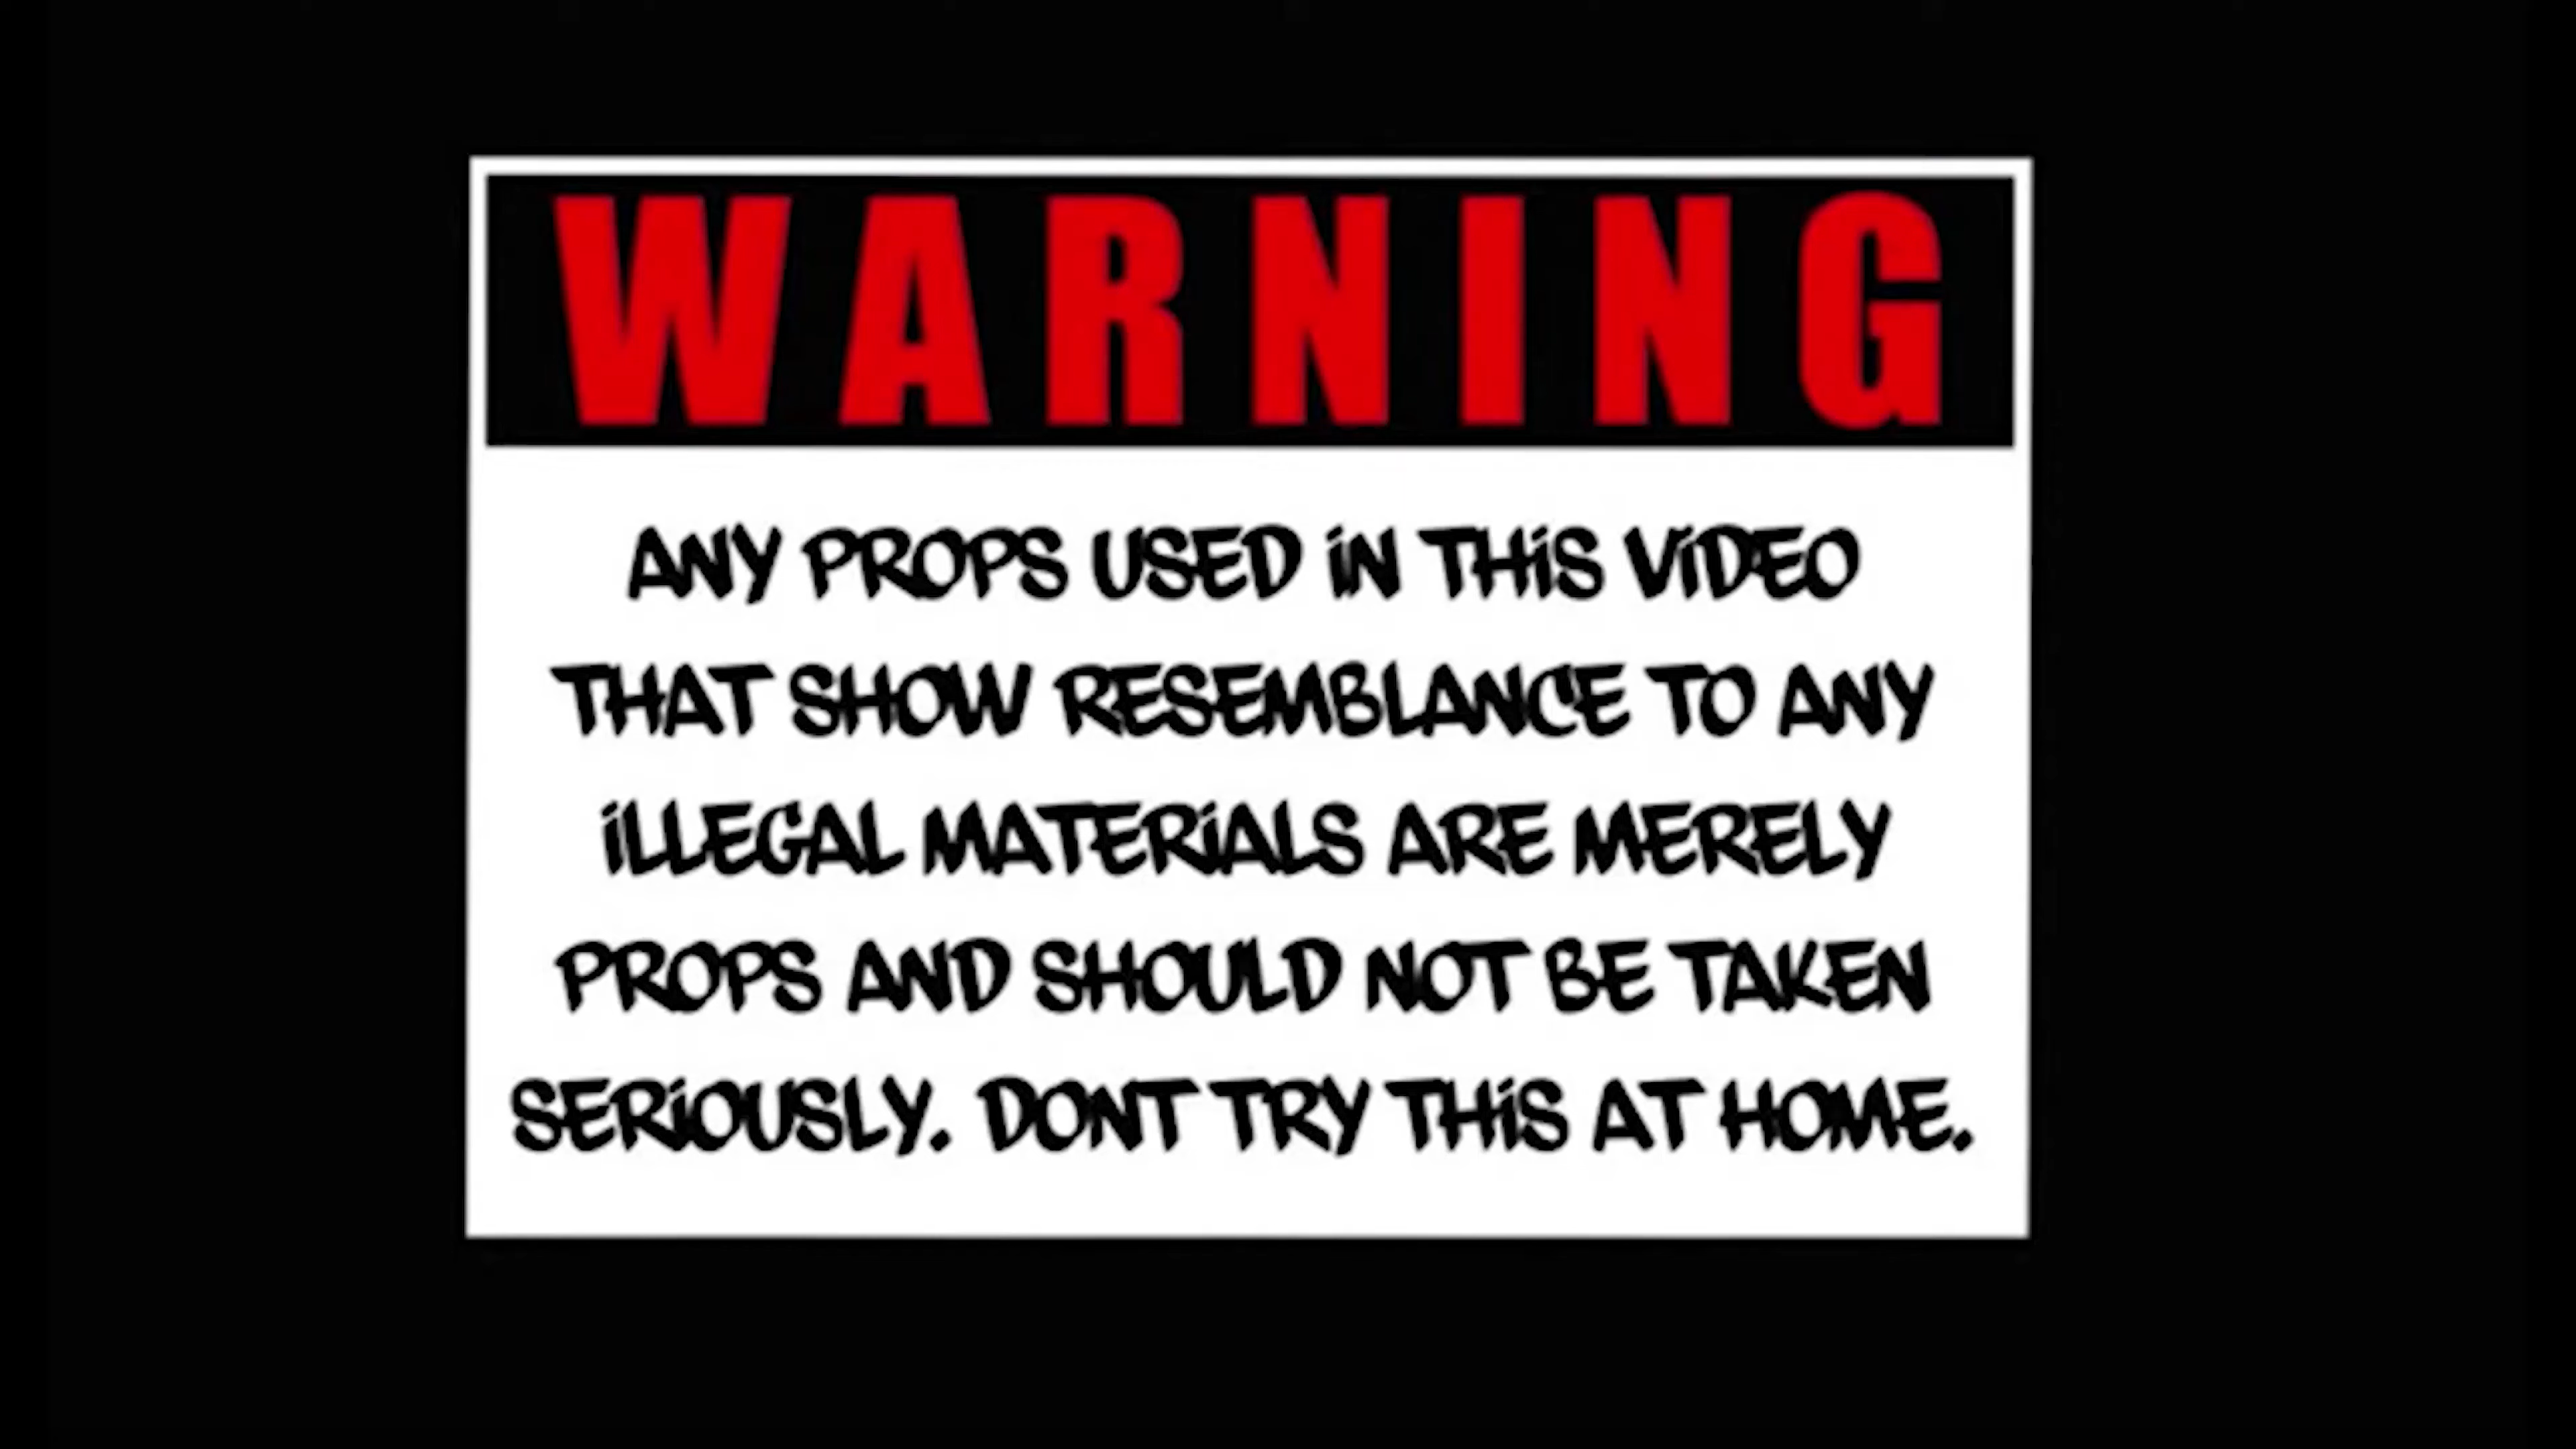 WARNING
ANY PROPS USED iN THiS ViDEO
THAT SHOW RESEMBLANCE TO ANY
iLLEGAL MATERiALS ARE MERELY
PROPS AND SHOULD NOT BE TAKEN
SERiOUSLY. DONT TRY THiS AT HOME.